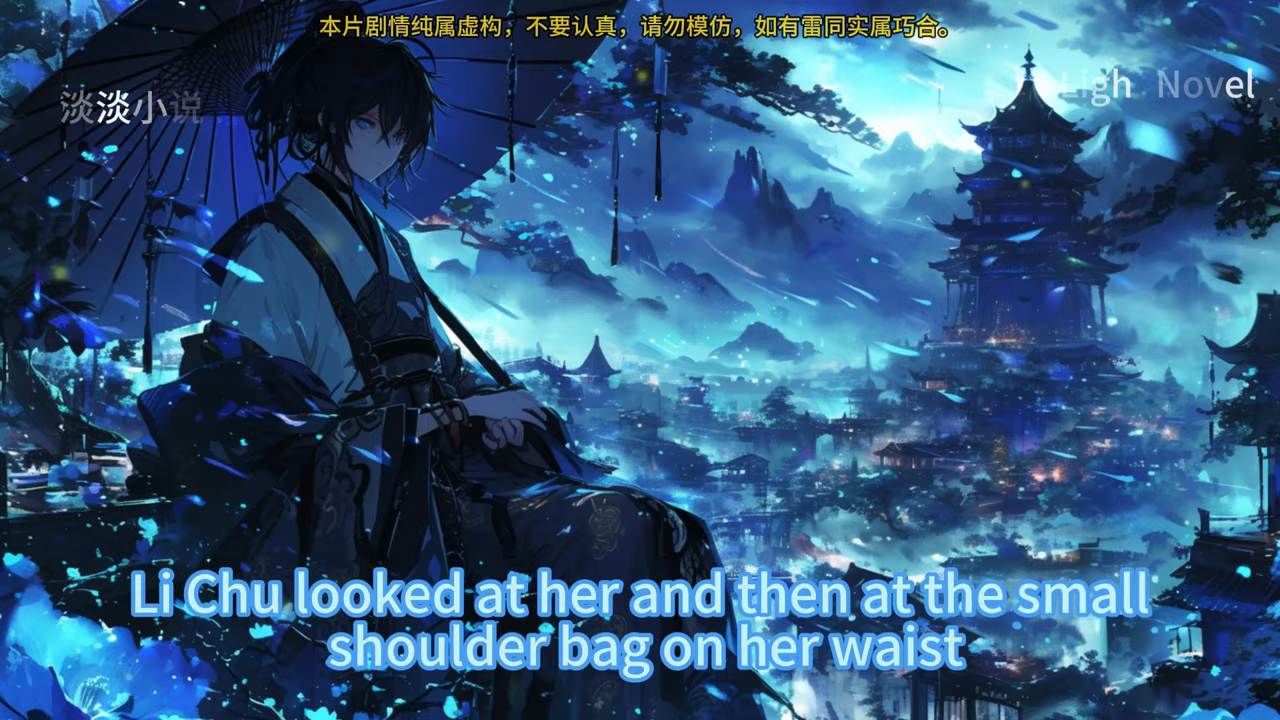 本片剧情纯属虚构，不要认真，请勿模仿，如有雷同实属巧合。
淡淡小说
Ligh Novel
Li Chu looked at her and then at the small
shoulder bag on her waist